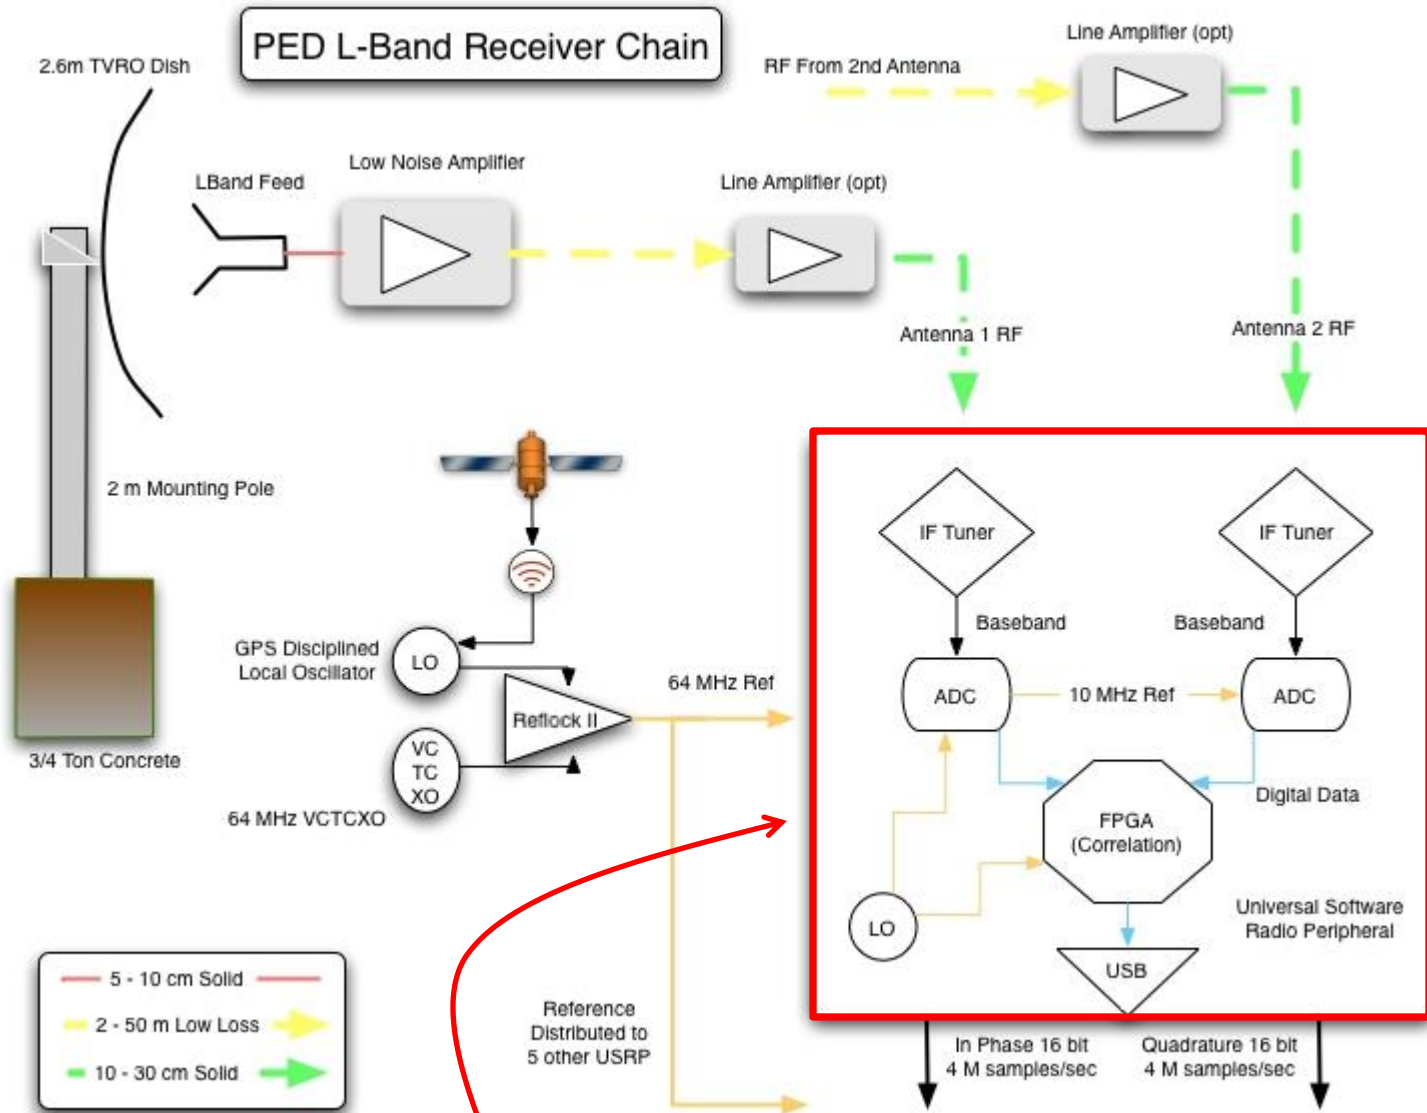 PED L-Band Receiver Chain
2.6m TVRO Dish
Line Amplifier (opt)
RF From 2nd Antenna
Low Noise Amplifier
LBand Feed
Line Amplifier (opt)
Antenna 1 RF
Antenna 2 RF
2 m Mounting Pole
3/4 Ton Concrete
GPS Disciplined
Local Oscillator
LO
Reflock II
VC
TC
XO
64 MHz VCTCXO
64 MHz Ref
Reference
Distributed to
5 other USRP
IF Tuner
IF Tuner
Baseband
Baseband
ADC
10 MHz Ref
ADC
Digital Data
FPGA
(Correlation)
LO
Universal Software
Radio Peripheral
USB
In Phase 16 bit
4 M samples/sec
Quadrature 16 bit
4 M samples/sec
5 - 10 cm Solid
2 - 50 m Low Loss
10 - 30 cm Solid